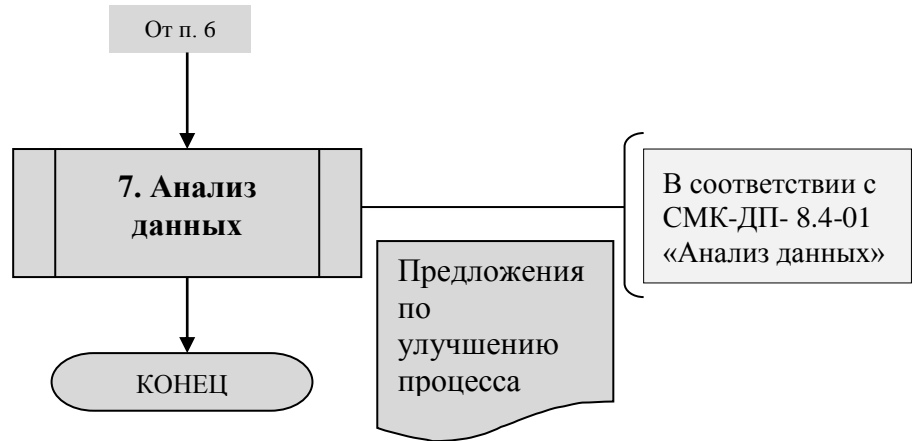 От п. 6
7. Анализ
данных
В соответствии с
СМК-ДП- 8.4-01
«Анализ данных»
Предложения
по
улучшению
процесса
КОНЕЦ